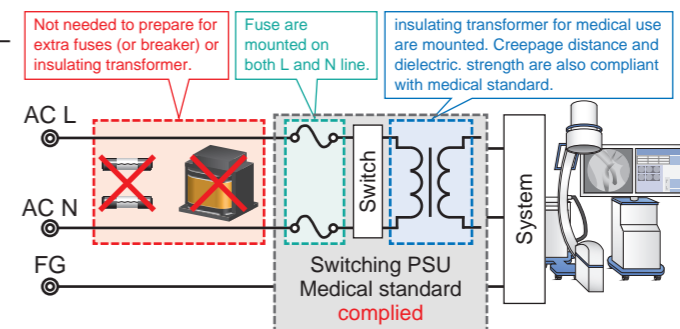 Not needed to prepare for
extra fuses (or breaker) or
insulating transformer.
Fuse are
mounted on
both L and N line.
insulating transformer for medical use
are mounted. Creepage distance and
dielectric. strength are also compliant
with medical standard.
AC L
AC N
FG
Switch
System
Switching PSU
Medical standard
complied